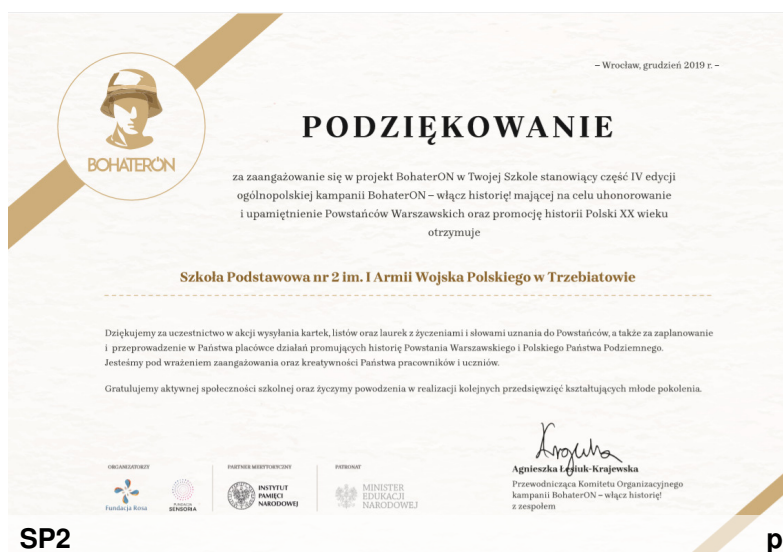 – Wrocław, grudzień 2019 r. –
BOHATERON
PODZIĘKOWANIE
za zaangażowanie się w projekt BohaterON w Twojej Szkole stanowiący część IV edycji
ogólnopolskiej kampanii BohaterON – włącz historię! mającej na celu uhonorowanie
i upamiętnienie Powstańców Warszawskich oraz promocję historii Polski XX wieku
otrzymuje
Szkoła Podstawowa nr 2 im. I Armii Wojska Polskiego w Trzebiatowie
Dziękujemy za uczestnictwo w akcji wysyłania kartek, listów oraz laurek z życzeniami i słowami uznania do Powstańców, a także za zaplanowanie
i przeprowadzenie w Państwa placówce działań promujących historię Powstania Warszawskiego i Polskiego Państwa Podziemnego.
Jesteśmy pod wrażeniem zaangażowania oraz kreatywności Państwa pracowników i uczniów.
Gratulujemy aktywnej społeczności szkolnej oraz życzymy powodzenia w realizacji kolejnych przedsięwzięć kształtujących młode pokolenia.
ORGANIZATORZY
Fundacja Rosa
FUNDACJA
SENSORIA
PARTNER MERYTORYCZNY
INSTYTUT
PAMIĘCI
NARODOWEJ
PATRONAT
MINISTER
EDUKACJI
NARODOWEJ
Agnieszka Łesiuk-Krajewska
Przewodnicząca Komitetu Organizacyjnego
kampanii BohaterON – włącz historię!
z zespołem
SP2
p